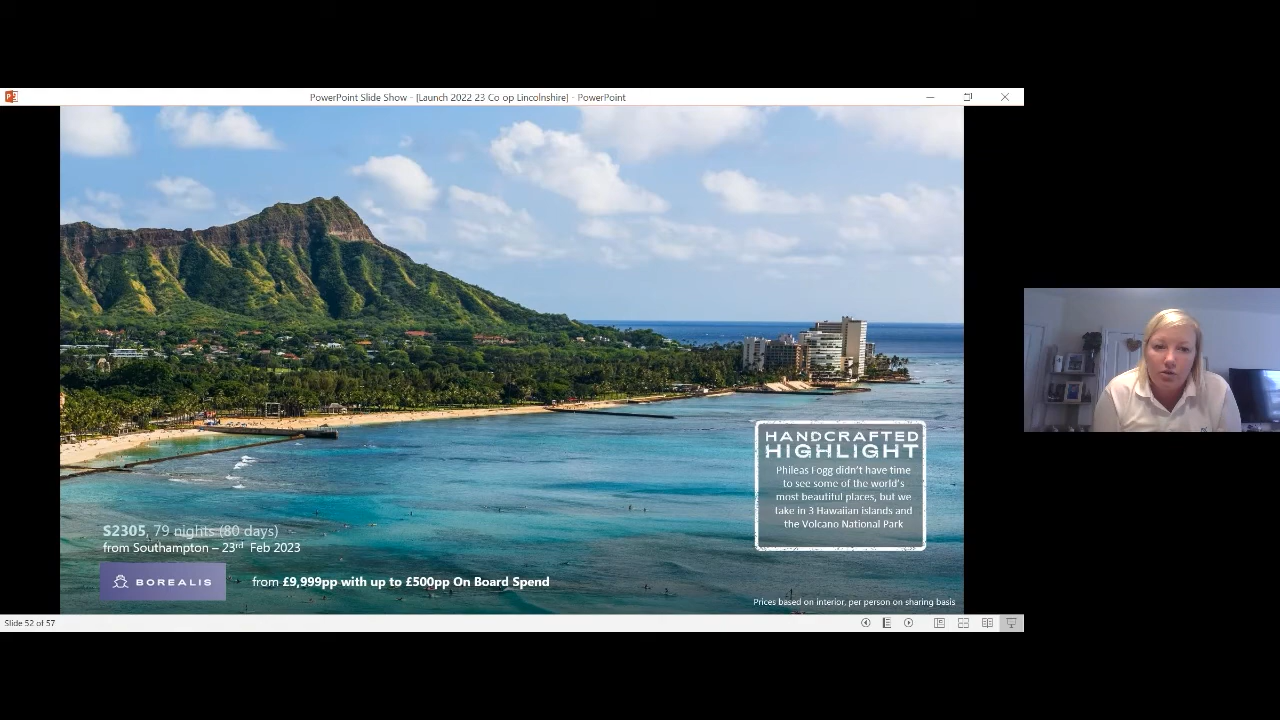 PowerPoint Slide Show - [Launch 2022 23 Co op Lincolnshire] - PowerPoint
HANDCRAFTED
HIGHLIGHT
Phileas Fogg didn't have time
to see some of the world's
most beautiful places, but we
take in 3 Hawaiian islands and
the Volcano National Park
S2305, 79 nights (80 days)
from Southampton – 23rd Feb 2023
BOREALIS
from £9,999pp with up to £500pp On Board Spend
Prices based on interior, per person on sharing basis
Slide 52 of 57